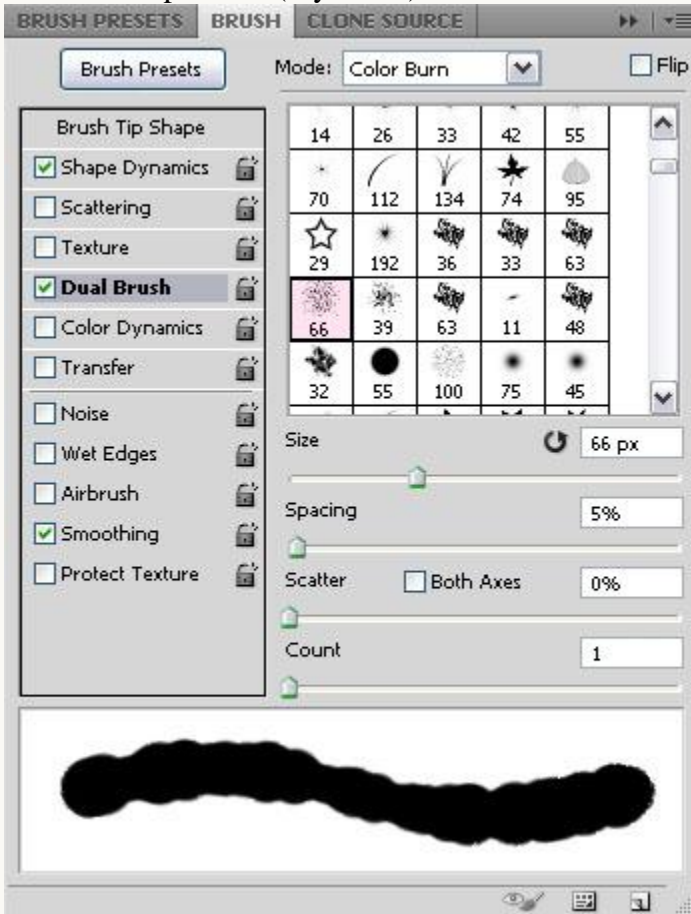 BRUSH PRESETS BRUSH CLONE SOURCE
Brush Presets Mode: Color Burn Flip
Brush Tip Shape
Shape Dynamics
Scattering
Texture
Dual Brush
Color Dynamics
Transfer
Noise
Wet Edges
Airbrush
Smoothing
Protect Texture
14 26 33 42 55
70 112 134 74 95
29 192 36 33 63
66 39 63 11 48
32 55 100 75 45
Size 66 px
Spacing 5%
Scatter Both Axes 0%
Count 1